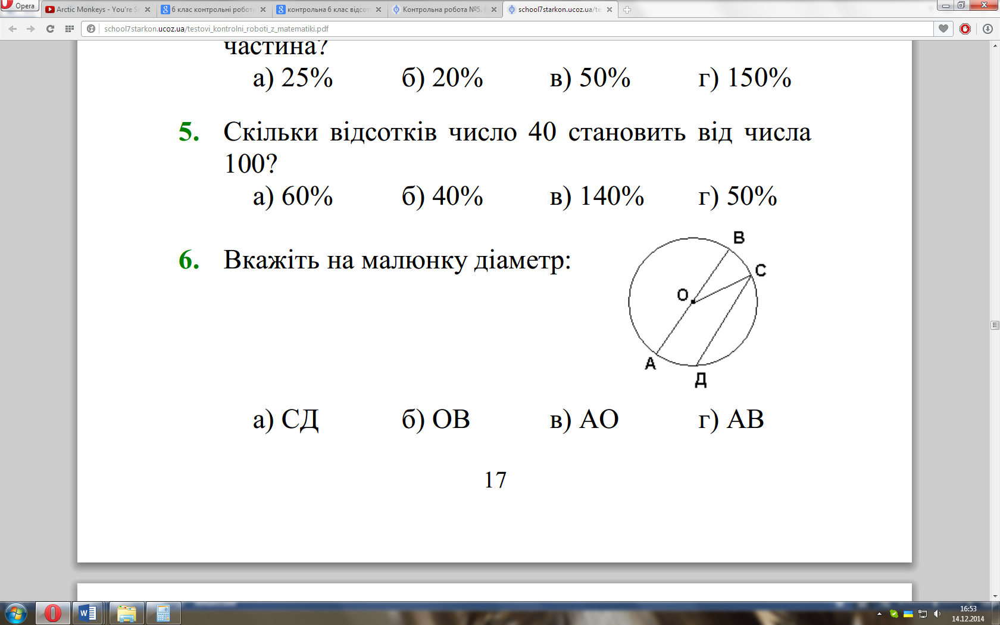 Opera
Arctic Monkeys - You're S
6 клас контрольні робот
контрольна 6 клас відсот
Контрольна робота №5.
school7starkon.ucoz.ua/te
school7starkon.ucoz.ua/testovi_kontrolni_roboti_z_matematiki.pdf
частина?
а) 25% б) 20% в) 50% г) 150%
5. Скільки відсотків число 40 становить від числа
100?
а) 60% б) 40% в) 140% г) 50%
6. Вкажіть на малюнку діаметр:
В
С
О
А
Д
а) СД б) ОВ в) АО г) АВ
17
16:53
14.12.2014